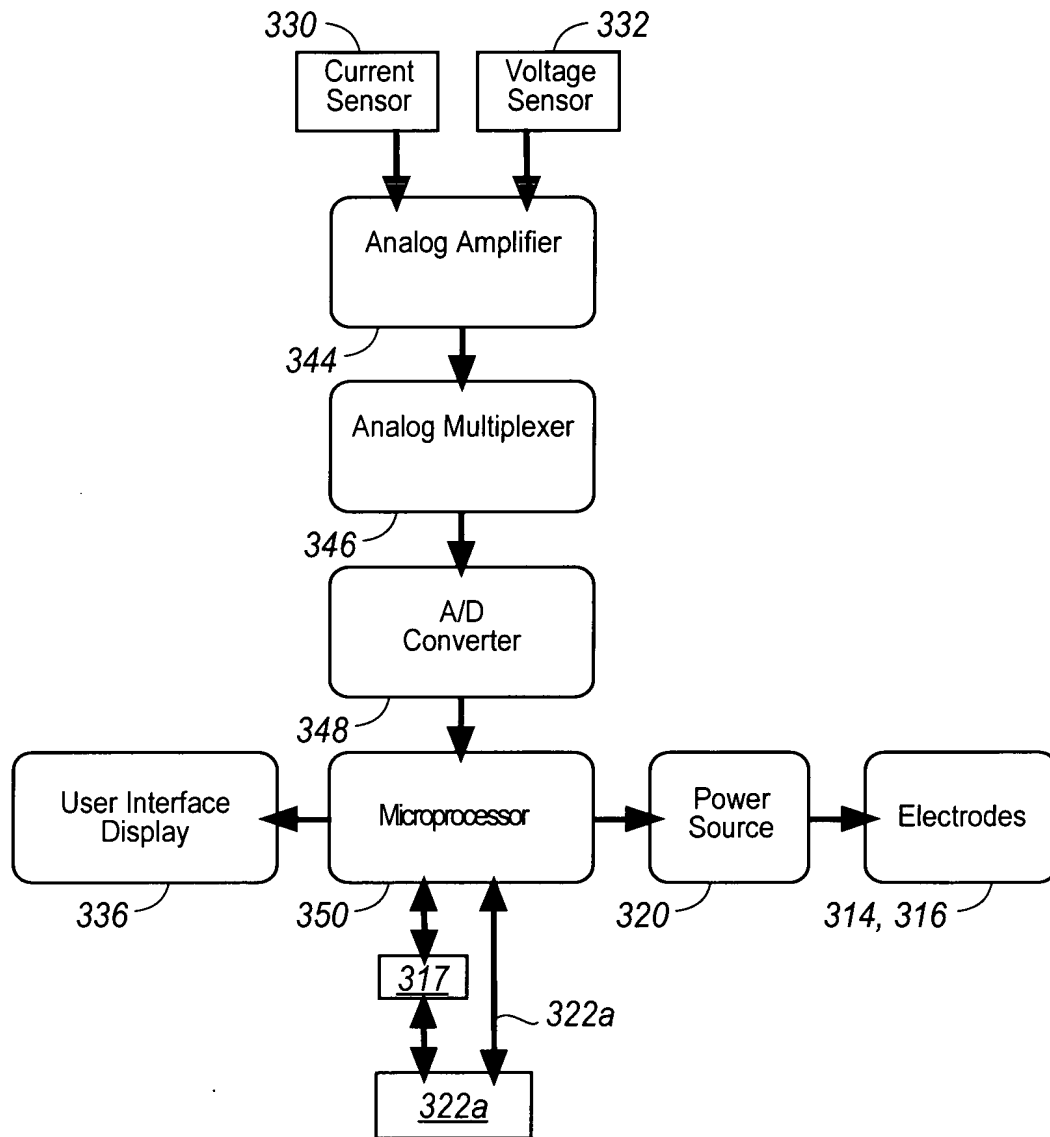 330
332
Current
Sensor
Voltage
Sensor
Analog Amplifier
344
Analog Multiplexer
346
A/D
Converter
348
User Interface
Display
Microprocessor
Power
Source
Electrodes
336
350
320
314, 316
317
322a
322a